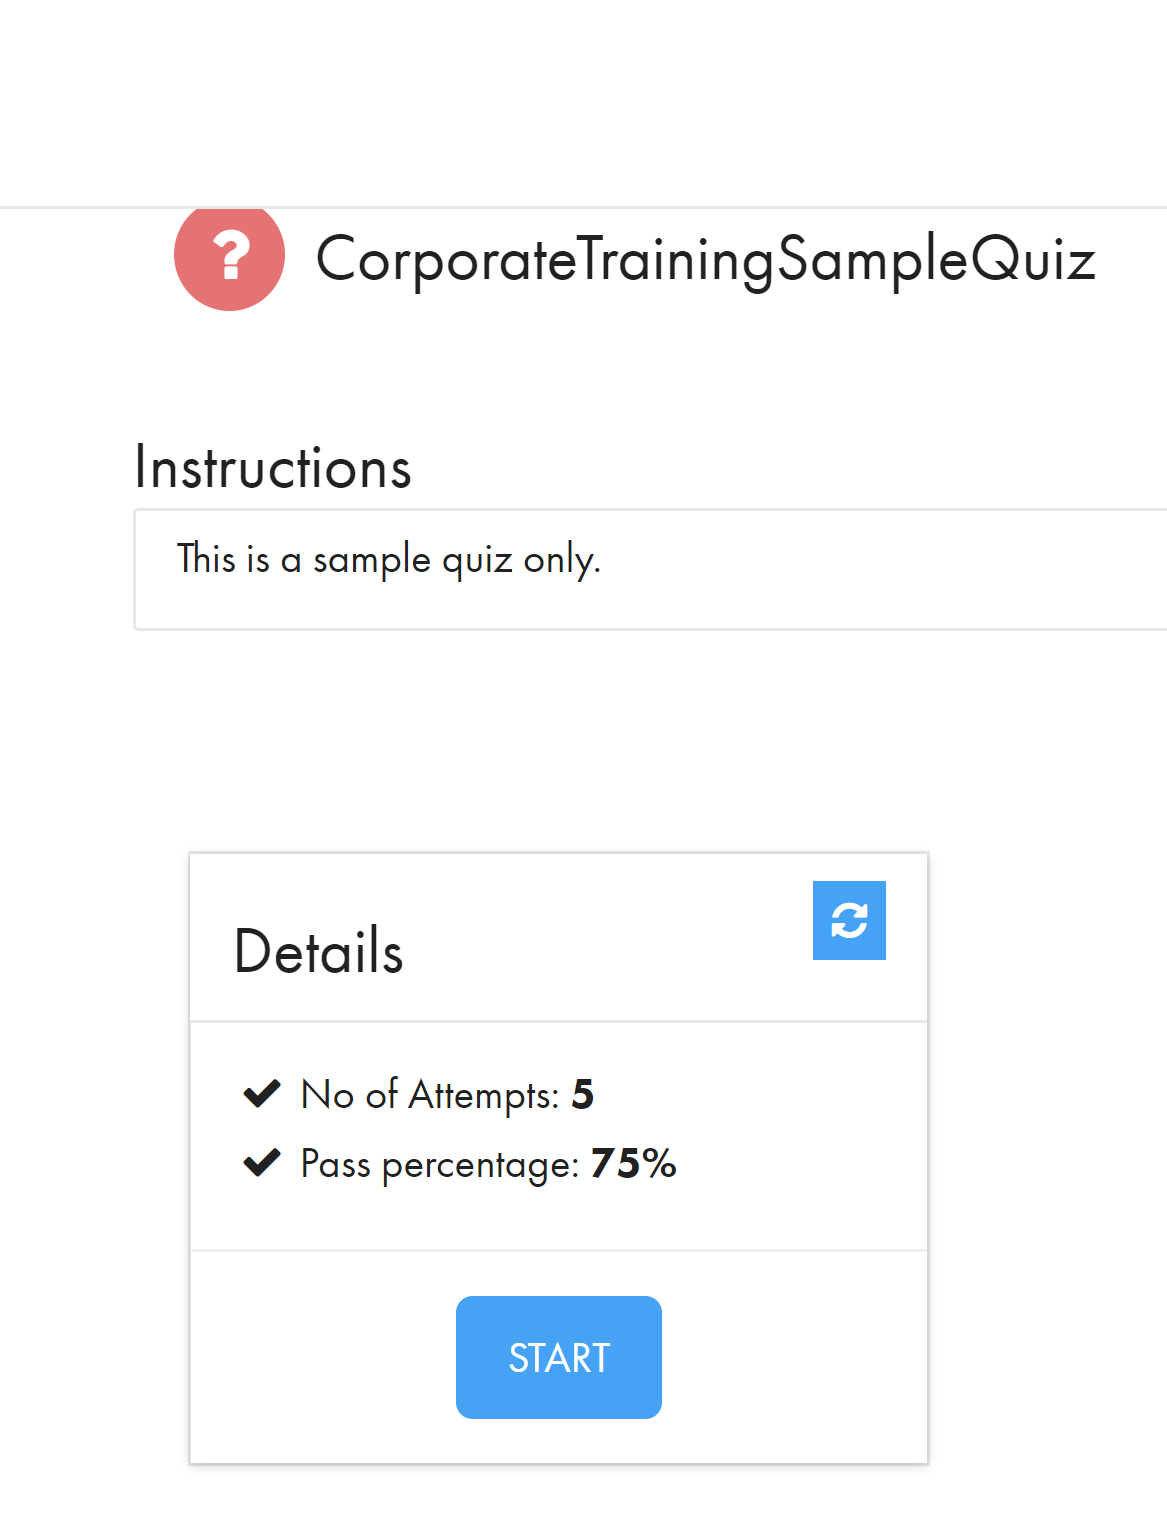 CorporateTrainingSampleQuiz
Instructions
This is a sample quiz only.
Details
No of Attempts: 5
Pass percentage: 75%
START